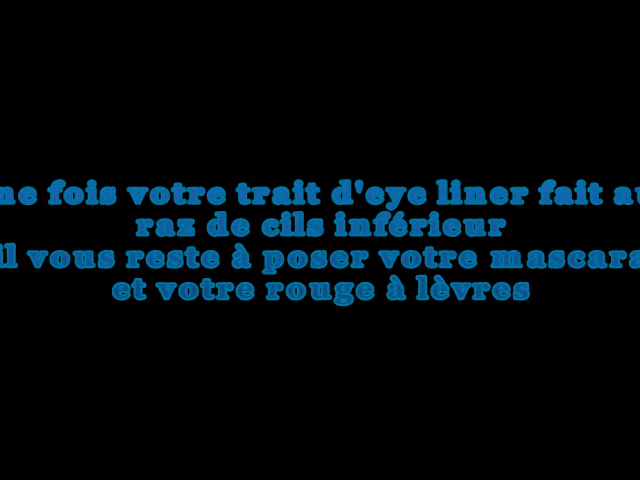 ne fois votre trait d'eye liner fait au
raz de cils inférieur
il vous reste à poser votre mascara
et votre rouge à lèvres